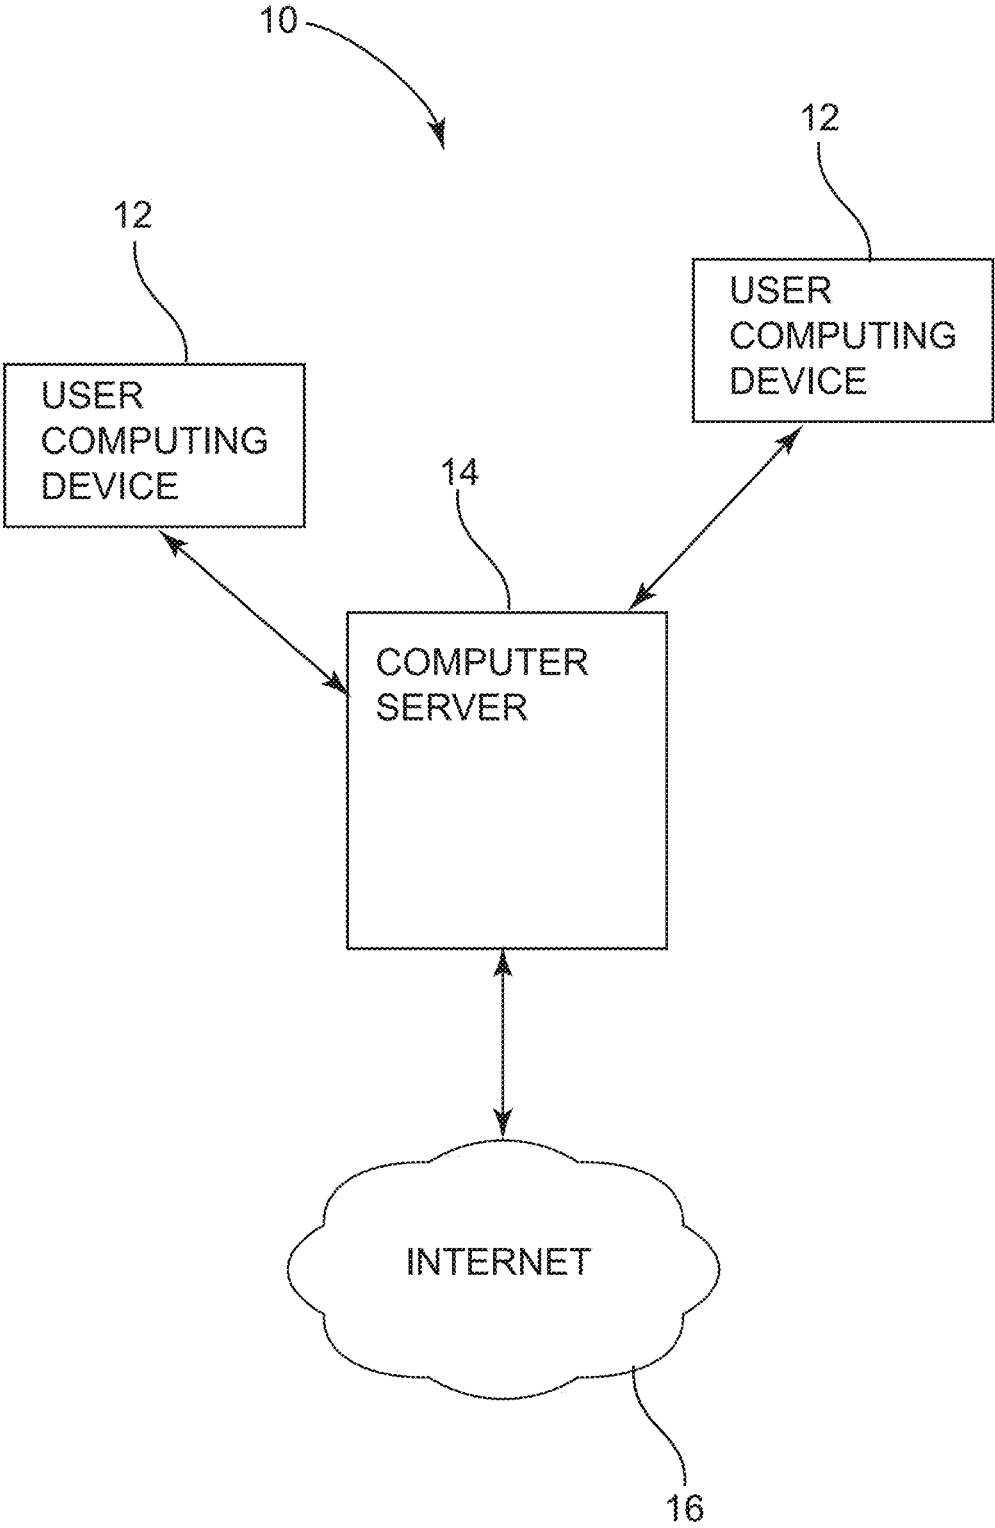 10
12
12
USER
COMPUTING
DEVICE
USER
COMPUTING
DEVICE
14
COMPUTER
SERVER
INTERNET
16